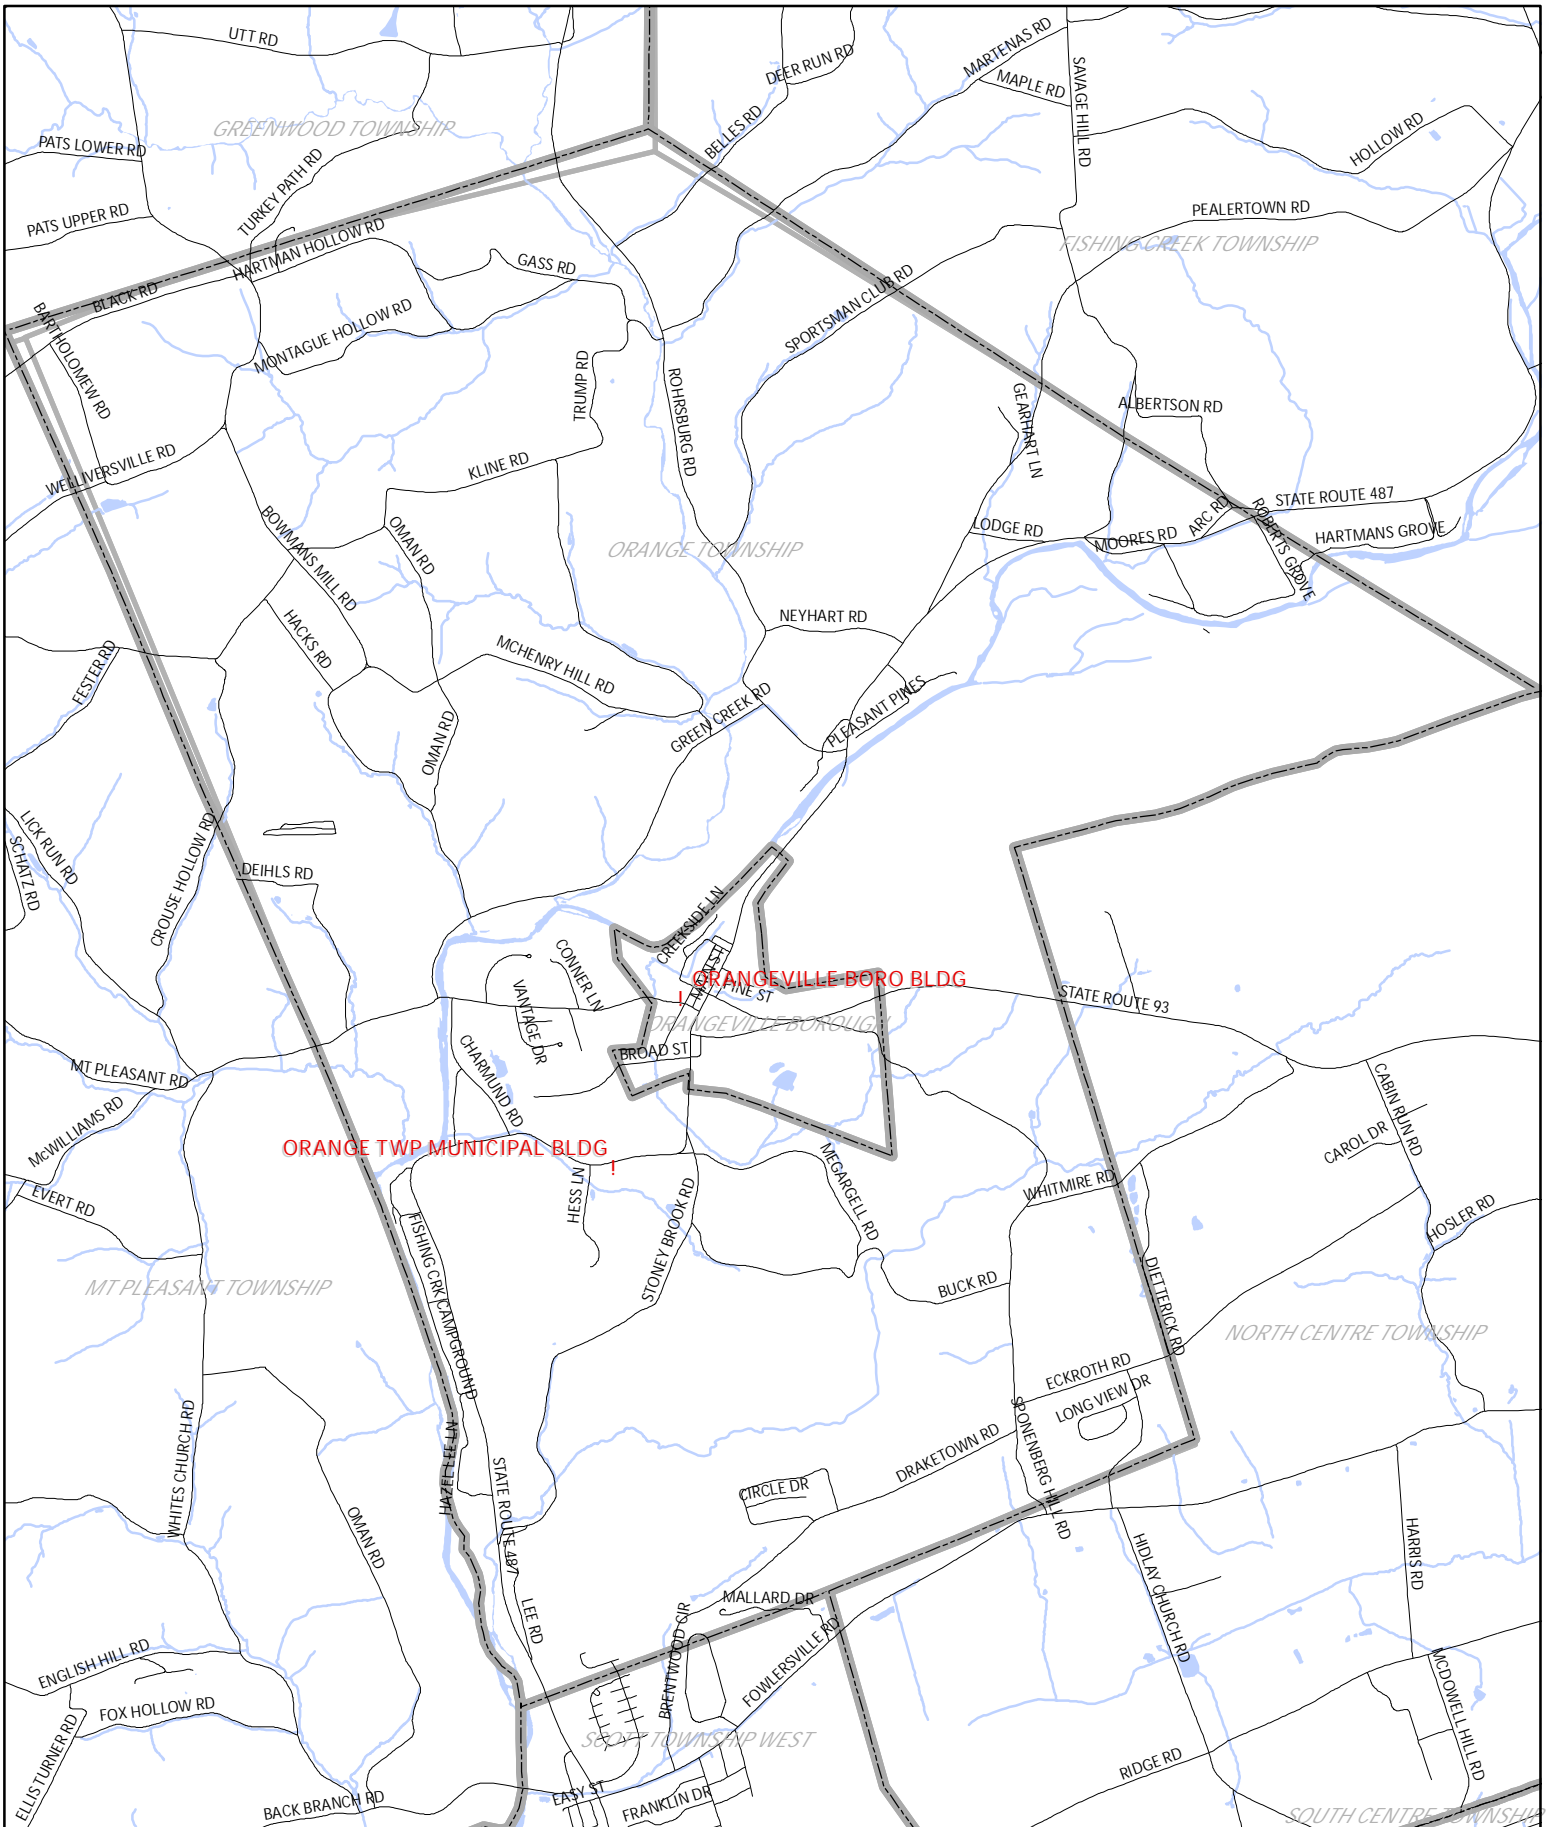 UTT RD
DEER RUN RD
MARTENAS RD
MAPLE RD
SAVAGE HILL RD
GREENWOOD TOWNSHIP
BELLES RD
HOLLOW RD
PATS LOWER RD
TURKEY PATH RD
PATS UPPER RD
PEALERTOWN RD
FISHING CREEK TOWNSHIP
HARTMAN HOLLOW RD
GASS RD
BLACK RD
SPORTSMAN CLUB RD
BARTHOLOMEW RD
MONTAGUE HOLLOW RD
TRUMP RD
ROHRSBURG RD
GEARHART LN
ALBERTSON RD
WELLIVERSVILLE RD
KLINE RD
STATE ROUTE 487
BOWMANS MILL RD
OMAN RD
ORANGE TOWNSHIP
LODGE RD
MOORES RD
ARC RD
ROBERTS GROVE
HARTMANS GROVE
HACKS RD
NEYHART RD
FESTER RD
MCHENRY HILL RD
GREEN CREEK RD
PLEASANT PINES
OMAN RD
LICK RUN RD
SCHATZ RD
CROUSE HOLLOW RD
DEIHLS RD
CREEKSIDE LN
CONNER LN
VANTAGE DR
MAIN ST
ORANGEVILLE BORO BLDG
!
PINE ST
STATE ROUTE 93
ORANGEVILLE BOROUGH
BROAD ST
MT PLEASANT RD
CHARMUND RD
CABIN RUN RD
McWILLIAMS RD
CAROL DR
ORANGE TWP MUNICIPAL BLDG
!
MEGARGELL RD
WHITMIRE RD
EVERT RD
HESS LN
STONEY BROOK RD
HOSLER RD
FISHING CRK CAMPGROUND
MT PLEASANT TOWNSHIP
BUCK RD
DIETTERICK RD
NORTH CENTRE TOWNSHIP
ECKROTH RD
LONG VIEW DR
WHITES CHURCH RD
HAZEL LEE LN
DRAKETOWN RD
SPONENBERG HILL RD
STATE ROUTE 487
CIRCLE DR
OMAN RD
HARRIS RD
HIDLAY CHURCH RD
LEE RD
MALLARD DR
BRENTWOOD CIR
FOWLERSVILLE RD
ENGLISH HILL RD
MCDOWELL HILL RD
FOX HOLLOW RD
ELLIS TURNER RD
SCOTT TOWNSHIP WEST
RIDGE RD
BACK BRANCH RD
EASY ST
FRANKLIN DR
SOUTH CENTRE TOWNSHIP